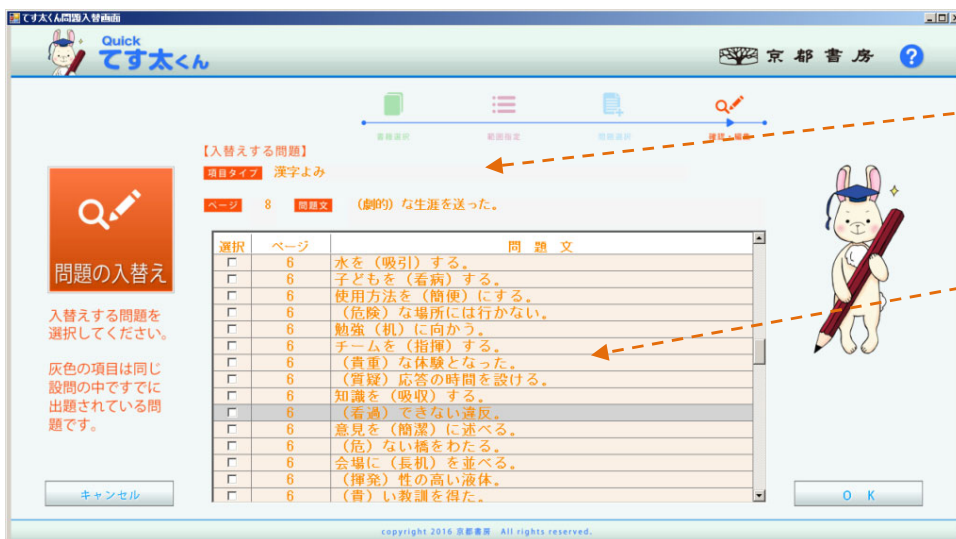 てす太くん問題入替画面
Quick
てす太くん
京都書房
?
書籍選択
範囲指定
問題選択
確認・編集
【入替えする問題】
項目タイプ 漢字よみ
ページ 8 問題文 (劇的)な生涯を送った。
問題の入替え
入替えする問題を
選択してください。
灰色の項目は同じ
設問の中ですでに
出題されている問
題です。
選択 ページ 問題文
6 水を(吸引)する。
6 子どもを(看病)する。
6 使用方法を(簡便)にする。
6 (危険)な場所には行かない。
6 勉強(机)に向かう。
6 チームを(指揮)する。
6 (貴重)な体験となった。
6 (質疑)応答の時間を設ける。
6 知識を(吸収)する。
6 (看過)できない違反。
6 意見を(簡潔)に述べる。
6 (危)ない橋をわたる。
6 会場に(長机)を並べる。
6 (揮発)性の高い液体。
6 (貴)い教訓を得た。
キャンセル
OK
copyright 2016 京都書房 All rights reserved.